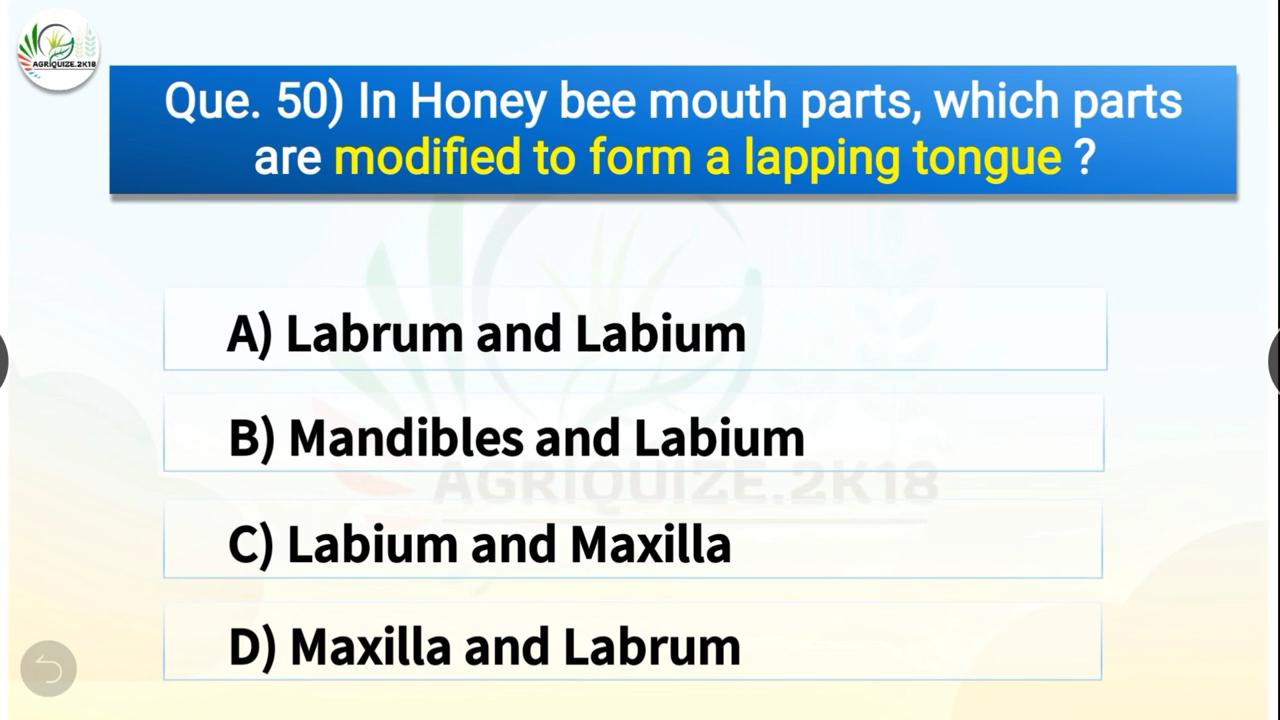 AGRIQUIZE.2K18
Que. 50) In Honey bee mouth parts, which parts
are modified to form a lapping tongue ?
A) Labrum and Labium
B) Mandibles and Labium
AGRIQUIZE.2K18
C) Labium and Maxilla
D) Maxilla and Labrum